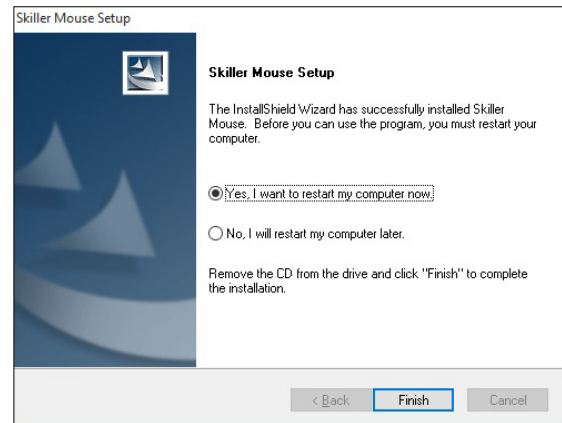 Skiller Mouse Setup
Skiller Mouse Setup
The InstallShield Wizard has successfully installed Skiller
Mouse. Before you can use the program, you must restart your
computer.
Yes, I want to restart my computer now.
No, I will restart my computer later.
Remove the CD from the drive and click "Finish" to complete
the installation.
< Back Finish Cancel